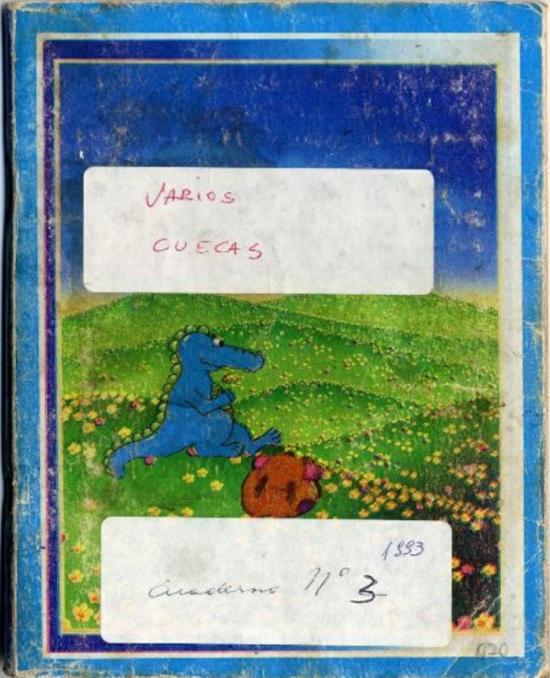 VARIOS
CUECAS
1993
Cuaderno N° 3